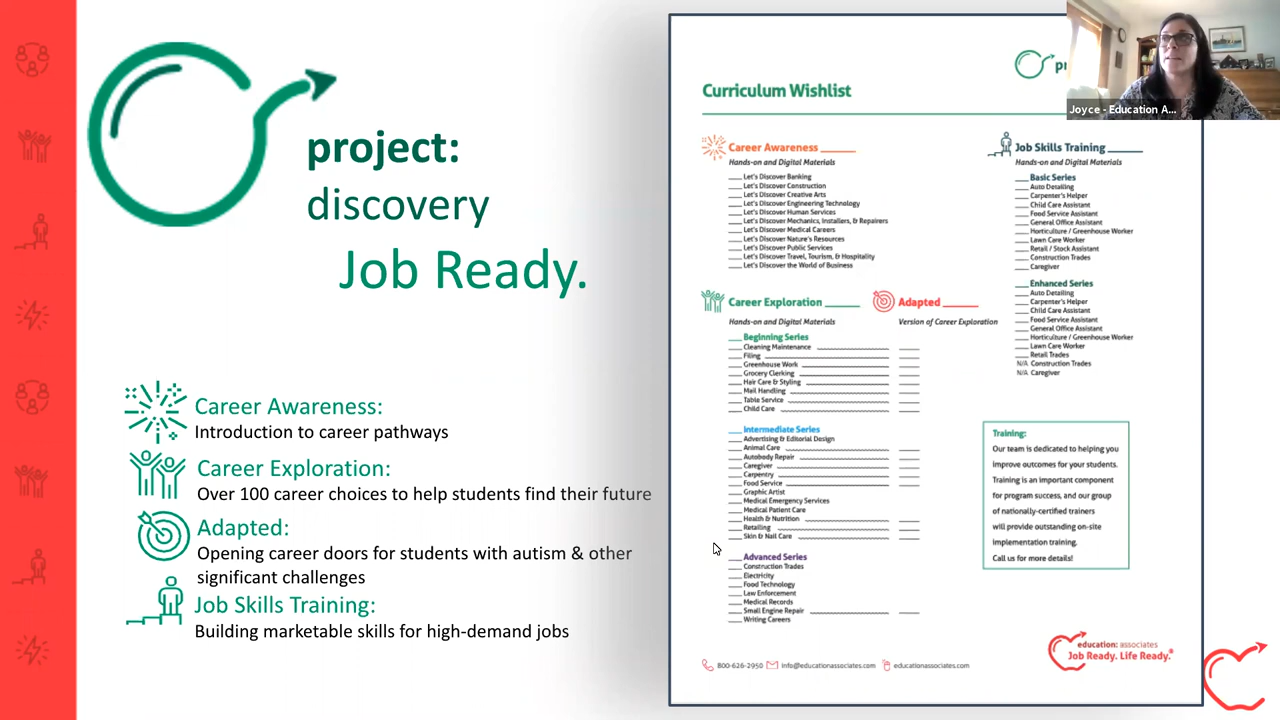 project:
discovery
Job Ready.
Career Awareness:
Introduction to career pathways
Career Exploration:
Over 100 career choices to help students find their future
Adapted:
Opening career doors for students with autism & other
significant challenges
Job Skills Training:
Building marketable skills for high-demand jobs
Curriculum Wishlist
Career Awareness
Hands-on and Digital Materials
Let's Discover Banking
Let's Discover Construction
Let's Discover Creative Arts
Let's Discover Engineering Technology
Let's Discover Human Services
Let's Discover Mechanics, Installers, & Repairers
Let's Discover Medical Careers
Let's Discover Nature's Resources
Let's Discover Public Services
Let's Discover Travel, Tourism, & Hospitality
Let's Discover the World of Business
Career Exploration
Hands-on and Digital Materials
Adapted
Version of Career Exploration
Beginning Series
Cleaning Maintenance
Filing
Greenhouse Work
Grocery Clerking
Hair Care & Styling
Mail Handling
Table Service
Child Care
Intermediate Series
Advertising & Editorial Design
Animal Care
Autobody Repair
Caregiver
Carpentry
Food Service
Graphic Artist
Medical Emergency Services
Medical Patient Care
Health & Nutrition
Retailing
Skin & Nail Care
Advanced Series
Construction Trades
Electricity
Food Technology
Law Enforcement
Medical Records
Small Engine Repair
Writing Careers
Job Skills Training
Hands-on and Digital Materials
Basic Series
Auto Detailing
Carpenter's Helper
Child Care Assistant
Food Service Assistant
General Office Assistant
Horticulture / Greenhouse Worker
Lawn Care Worker
Retail / Stock Assistant
Construction Trades
Caregiver
Enhanced Series
Auto Detailing
Carpenter's Helper
Child Care Assistant
Food Service Assistant
General Office Assistant
Horticulture / Greenhouse Worker
Lawn Care Worker
Retail Trades
N/A Construction Trades
N/A Caregiver
Training:
Our team is dedicated to helping you
improve outcomes for your students.
Training is an important component
for program success, and our group
of nationally-certified trainers
will provide outstanding on-site
implementation training.
Call us for more details!
800-626-2950 info@educationassociates.com educationassociates.com
education: associates
Job Ready. Life Ready.®
Joyce - Education A...